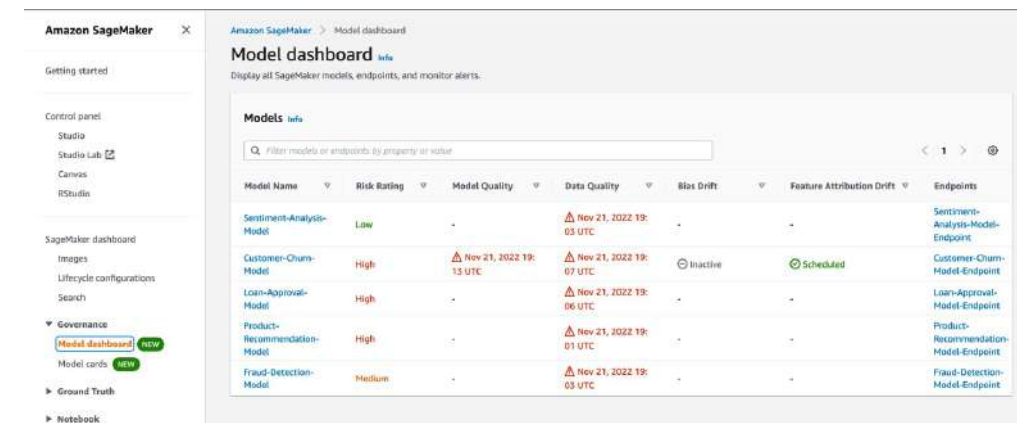 Amazon SageMaker
Getting started
Control panel
Studio
Studio Lab
Canvas
RStudio
SageMaker dashboard
Images
Lifecycle configurations
Search
Governance
Model dashboard NEW
Model cards NEW
Ground Truth
Notebook
Amazon SageMaker > Model dashboard
Model dashboard Info
Display all SageMaker models, endpoints, and monitor alerts.
Models Info
Filter models or endpoints by property or value
1
Model Name Risk Rating Model Quality Data Quality Bias Drift Feature Attribution Drift Endpoints
Sentiment-Analysis-
Model
Low
-
Nov 21, 2022 19:
03 UTC
-
-
Sentiment-
Analysis-Model-
Endpoint
Customer-Churn-
Model
High
Nov 21, 2022 19:
13 UTC
Nov 21, 2022 19:
07 UTC
Inactive
Scheduled
Customer-Churn-
Model-Endpoint
Loan-Approval-
Model
High
-
Nov 21, 2022 19:
06 UTC
-
-
Loan-Approval-
Model-Endpoint
Product-
Recommendation-
Model
High
-
Nov 21, 2022 19:
01 UTC
-
-
Product-
Recommendation-
Model-Endpoint
Fraud-Detection-
Model
Medium
-
Nov 21, 2022 19:
03 UTC
-
-
Fraud-Detection-
Model-Endpoint